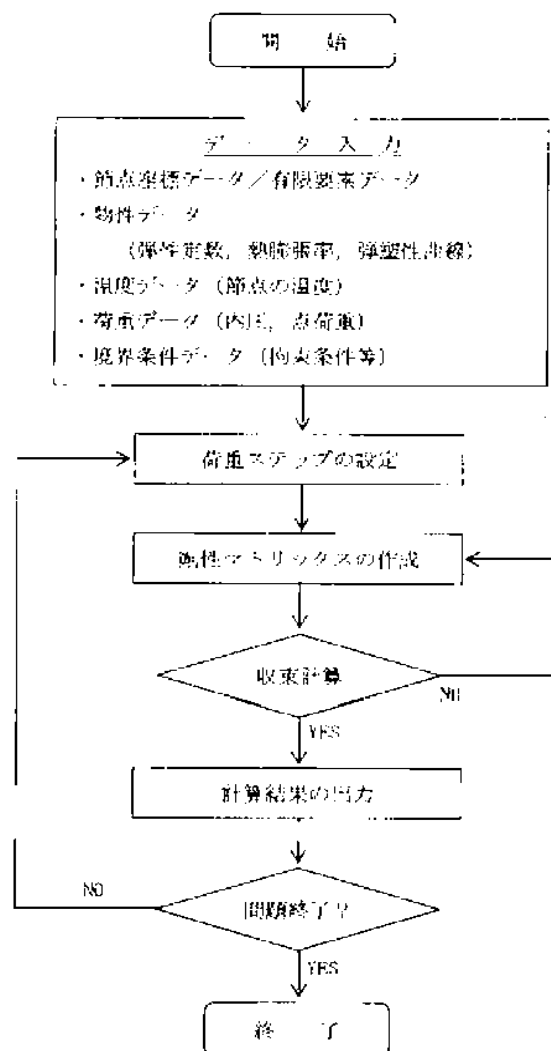 開 始
データ入力
・節点座標データ/有限要素データ
・物性データ
(弾性定数, 熱膨張率, 弾塑性曲線)
・温度データ (節点の温度)
・荷重データ (内圧, 点荷重)
・境界条件データ (拘束条件等)
荷重ステップの設定
剛性マトリックスの作成
収束計算
NO
YES
計算結果の出力
NO
問題終了?
YES
終 了